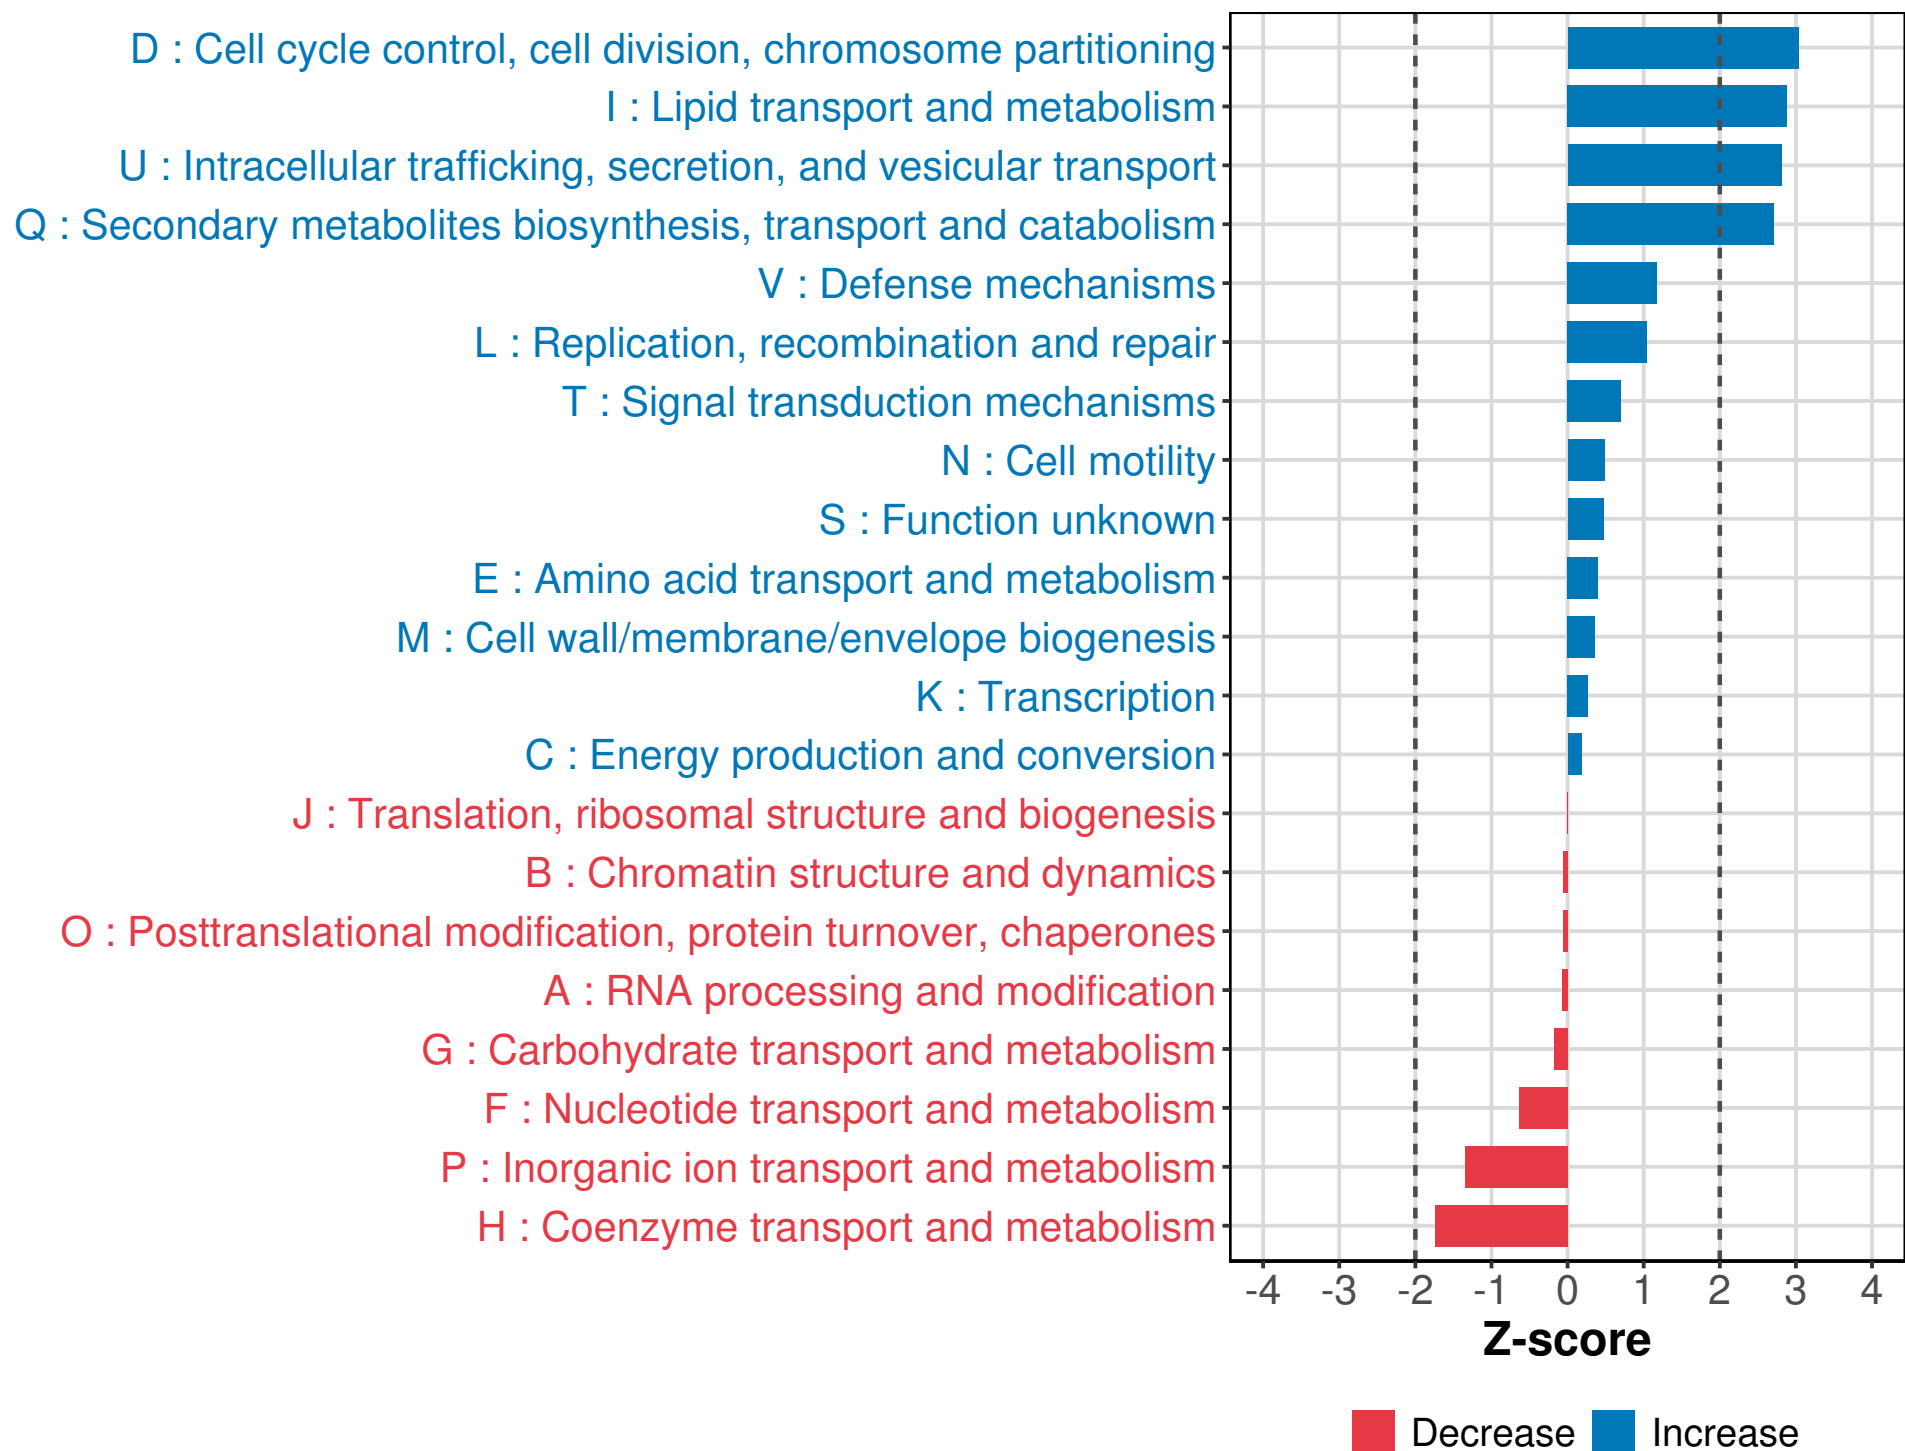 D : Cell cycle control, cell division, chromosome partitioning
I : Lipid transport and metabolism
U : Intracellular trafficking, secretion, and vesicular transport
Q : Secondary metabolites biosynthesis, transport and catabolism
V : Defense mechanisms
L : Replication, recombination and repair
T : Signal transduction mechanisms
N : Cell motility
S : Function unknown
E : Amino acid transport and metabolism
M : Cell wall/membrane/envelope biogenesis
K : Transcription
C : Energy production and conversion
J : Translation, ribosomal structure and biogenesis
B : Chromatin structure and dynamics
O : Posttranslational modification, protein turnover, chaperones
A : RNA processing and modification
G : Carbohydrate transport and metabolism
F : Nucleotide transport and metabolism
P : Inorganic ion transport and metabolism
H : Coenzyme transport and metabolism
-4 -3 -2 -1 0 1 2 3 4
Z-score
Decrease Increase